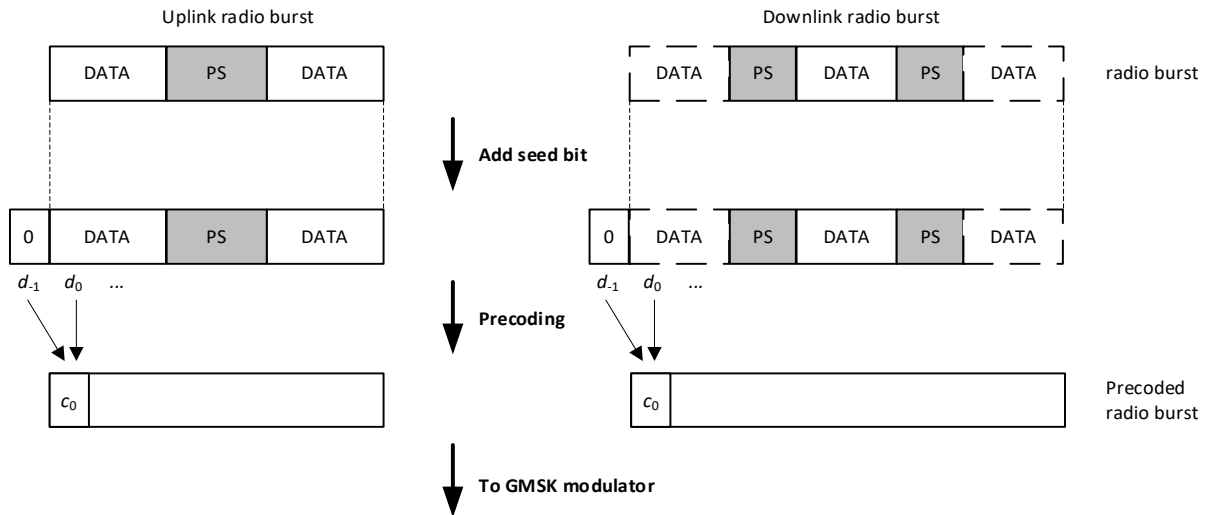 Uplink radio burst Downlink radio burst
DATA PS DATA DATA PS DATA PS DATA radio burst
Add seed bit
0 DATA PS DATA 0 DATA PS DATA PS DATA
d-1 d0 ... d-1 d0 ...
Precoding
c0 c0 Precoded
radio burst
To GMSK modulator